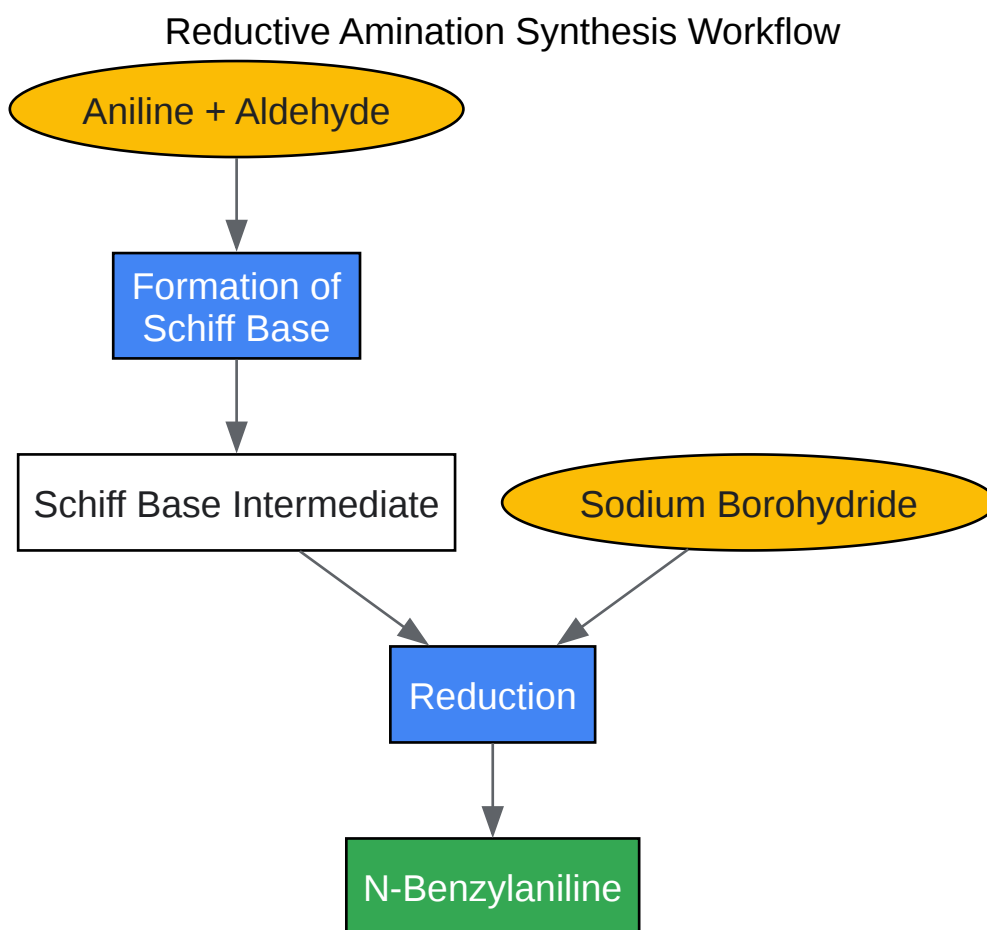 Reductive Amination Synthesis Workflow
Aniline + Aldehyde
Formation of
Schiff Base
Schiff Base Intermediate
Sodium Borohydride
Reduction
N-Benzylaniline